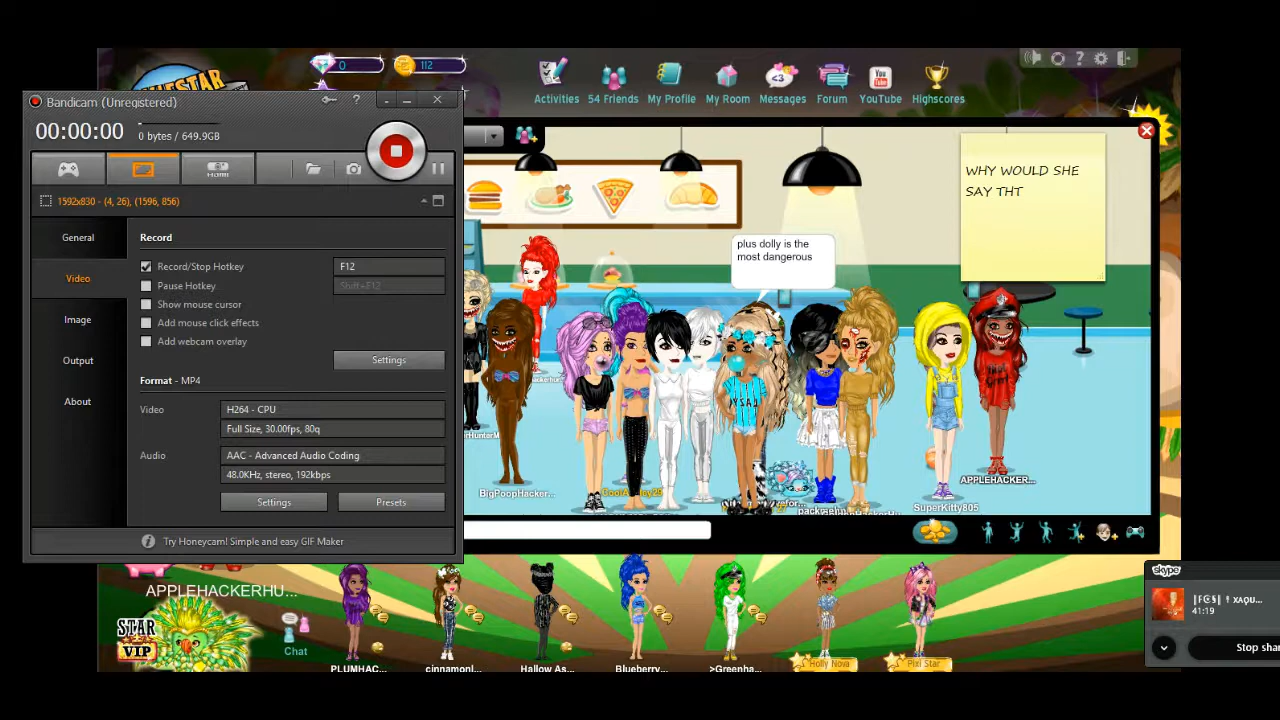 0
112
Activities
54 Friends
My Profile
My Room
Messages
Forum
YouTube
Highscores
Bandicam (Unregistered)
00:00:00
0 bytes / 649.9GB
1592x830 - (4, 26), (1596, 856)
General
Video
Image
Output
About
Record
Record/Stop Hotkey
F12
Pause Hotkey
Shift+F12
Show mouse cursor
Add mouse click effects
Add webcam overlay
Settings
Format - MP4
Video
H264 - CPU
Full Size, 30.00fps, 80q
Audio
AAC - Advanced Audio Coding
48.0KHz, stereo, 192kbps
Settings
Presets
Try Honeycam! Simple and easy GIF Maker
plus dolly is the
most dangerous
WHY WOULD SHE
SAY THT
LAZY
BigPoopHacker...
SuperKitty805
APPLEHACKER...
APPLEHACKERHU...
STAR
VIP
Chat
PLUMHAC...
cinnamonl...
Hallow As...
Blueberry...
>Greenha...
Holly Nova
Pixi Star
skype
41:19
Stop shar